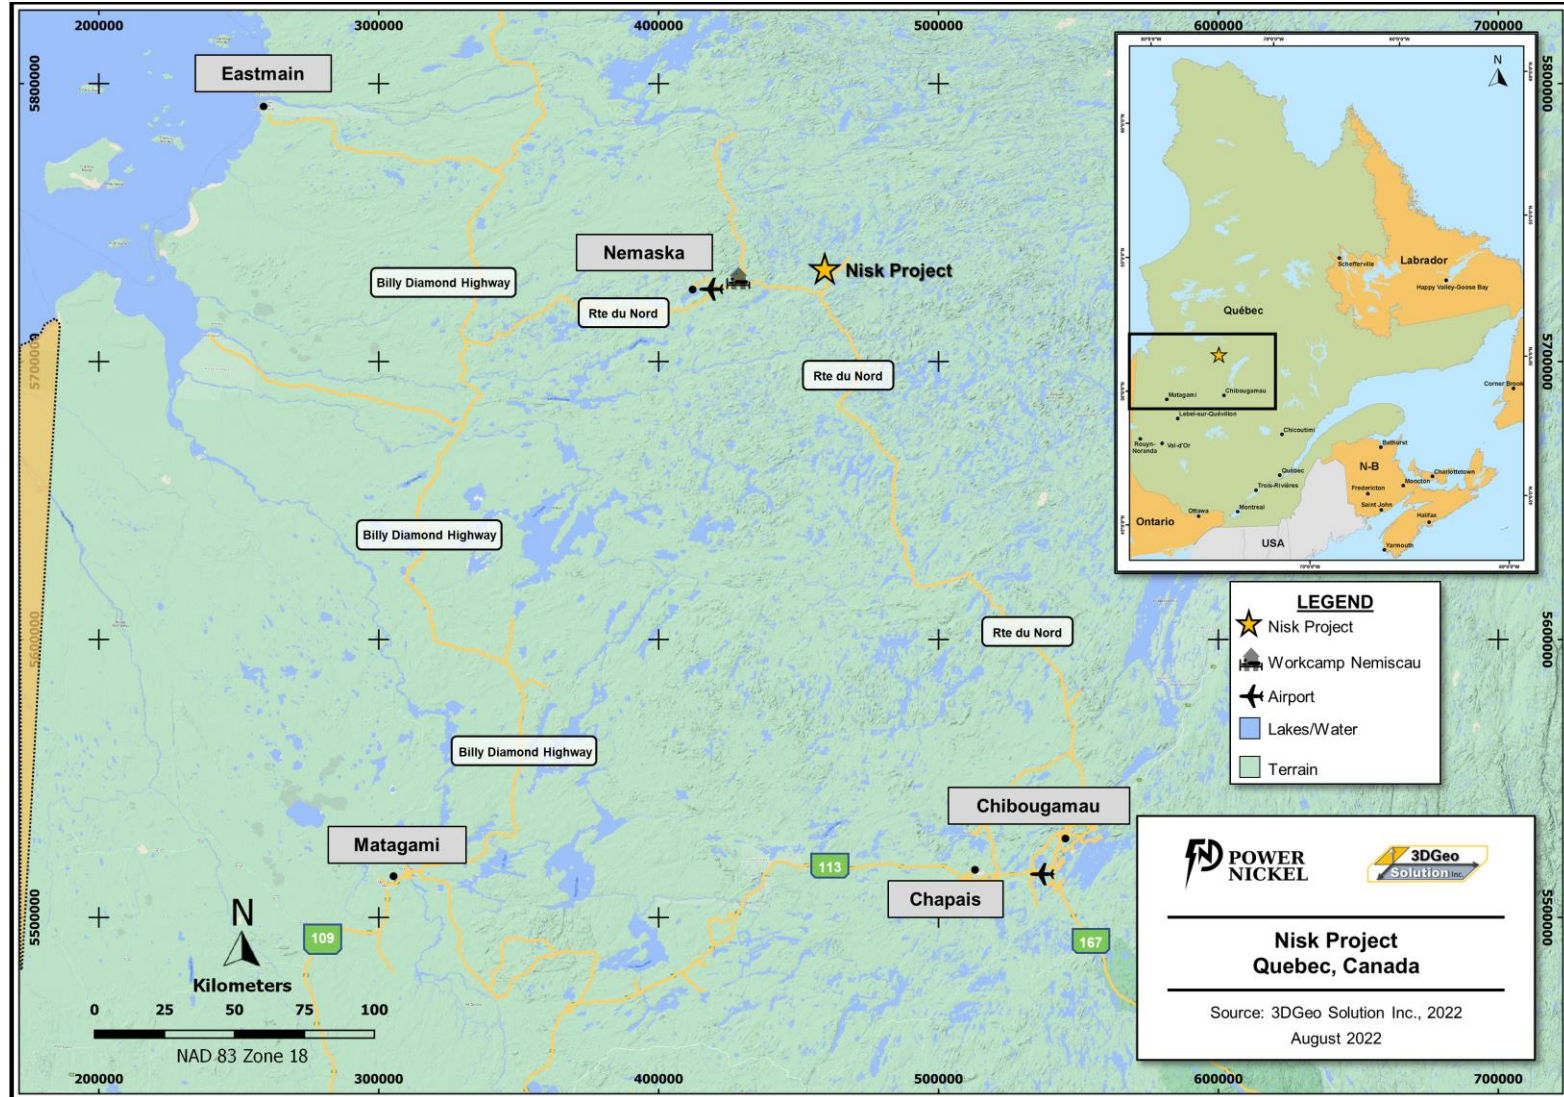 200000
300000
400000
500000
600000
700000
5800000
5800000
Eastmain
Nemaska
Nisk Project
Billy Diamond Highway
Rte du Nord
Rte du Nord
5700000
5700000
Billy Diamond Highway
Rte du Nord
5600000
5600000
Billy Diamond Highway
Matagami
Chibougamau
Chapais
113
109
167
5500000
5500000
N
Kilometers
0 25 50 75 100
NAD 83 Zone 18
200000
300000
400000
500000
600000
700000
N
Labrador
Schefferville
Happy Valley-Goose Bay
Québec
Corner Brook
Matagami
Chibougamau
Lebel-sur-Quévillon
Chicoutimi
Rouyn-
Noranda
Val-d'Or
Bathurst
N-B
Charlottetown
Moncton
Québec
Trois-Rivières
Fredericton
Saint John
Halifax
Ottawa
Montreal
Ontario
USA
Yarmouth
LEGEND
Nisk Project
Workcamp Nemiscau
Airport
Lakes/Water
Terrain
POWER
NICKEL
3DGeo
Solution Inc.
Nisk Project
Quebec, Canada
Source: 3DGeo Solution Inc., 2022
August 2022